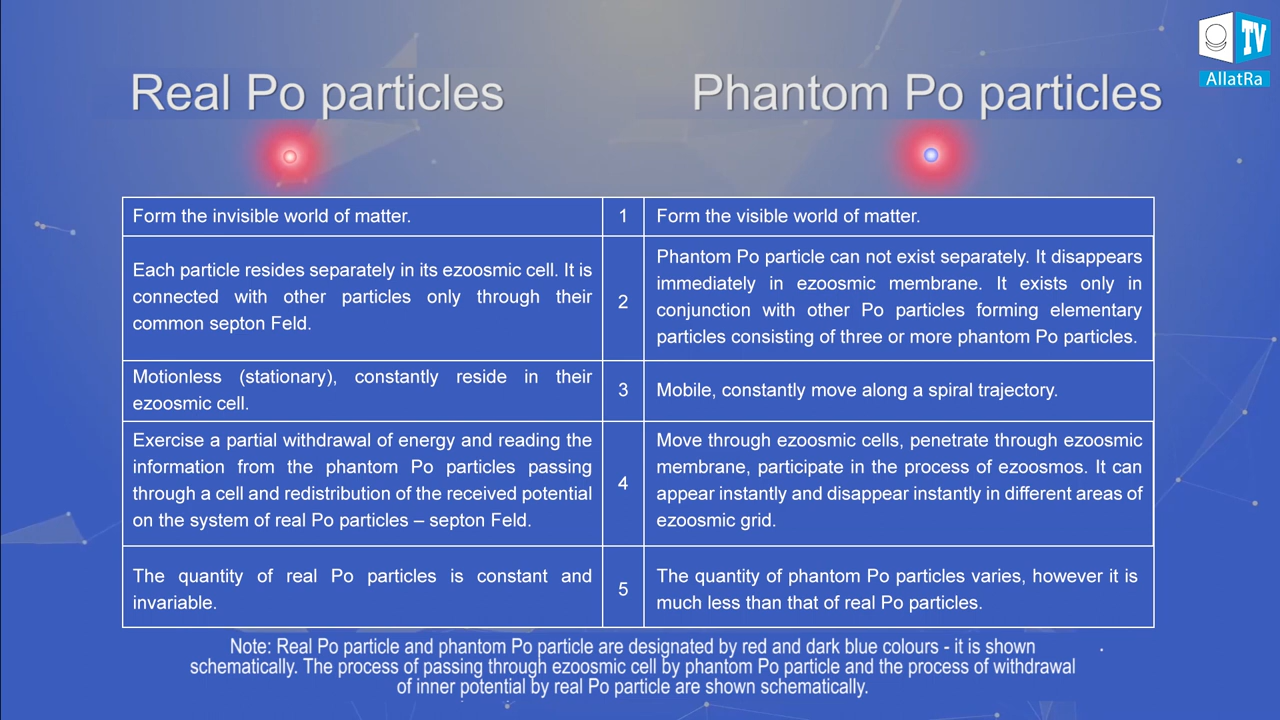 TV
AllatRa
Real Po particles
Phantom Po particles
Form the invisible world of matter.
1
Form the visible world of matter.
Each particle resides separately in its ezoosmic cell. It is
connected with other particles only through their
common septon Feld.
2
Phantom Po particle can not exist separately. It disappears
immediately in ezoosmic membrane. It exists only in
conjunction with other Po particles forming elementary
particles consisting of three or more phantom Po particles.
Motionless (stationary), constantly reside in their
ezoosmic cell.
3
Mobile, constantly move along a spiral trajectory.
Exercise a partial withdrawal of energy and reading the
information from the phantom Po particles passing
through a cell and redistribution of the received potential
on the system of real Po particles – septon Feld.
4
Move through ezoosmic cells, penetrate through ezoosmic
membrane, participate in the process of ezoosmos. It can
appear instantly and disappear instantly in different areas of
ezoosmic grid.
The quantity of real Po particles is constant and
invariable.
5
The quantity of phantom Po particles varies, however it is
much less than that of real Po particles.
Note: Real Po particle and phantom Po particle are designated by red and dark blue colours - it is shown
schematically. The process of passing through ezoosmic cell by phantom Po particle and the process of withdrawal
of inner potential by real Po particle are shown schematically.